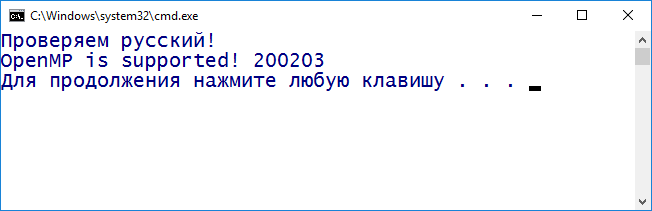 C:\Windows\system32\cmd.exe
Проверяем русский!
OpenMP is supported! 200203
Для продолжения нажмите любую клавишу . . .